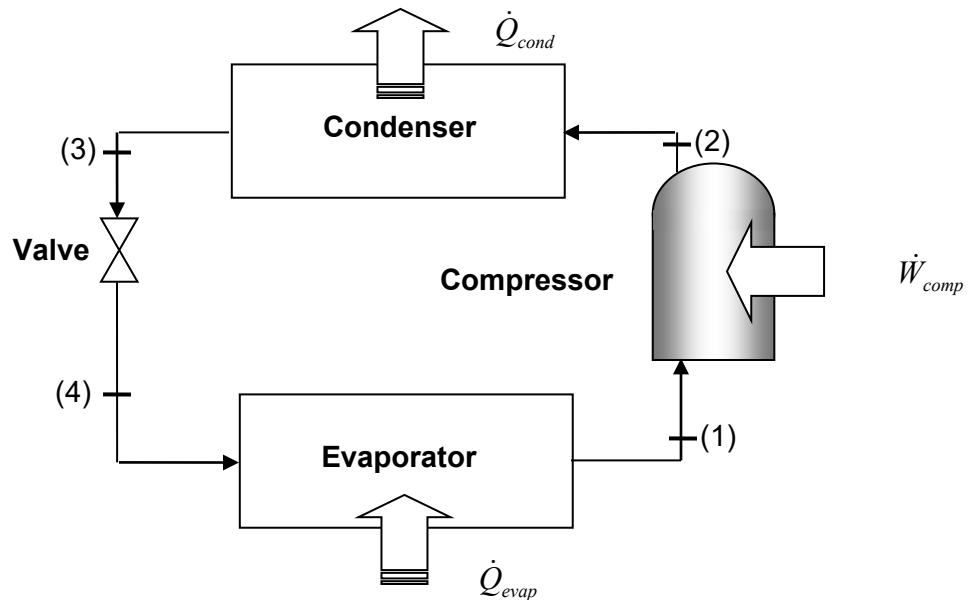 Q̇cond
Condenser
(3)
(2)
Valve
Compressor
Ẇcomp
(4)
(1)
Evaporator
Q̇evap